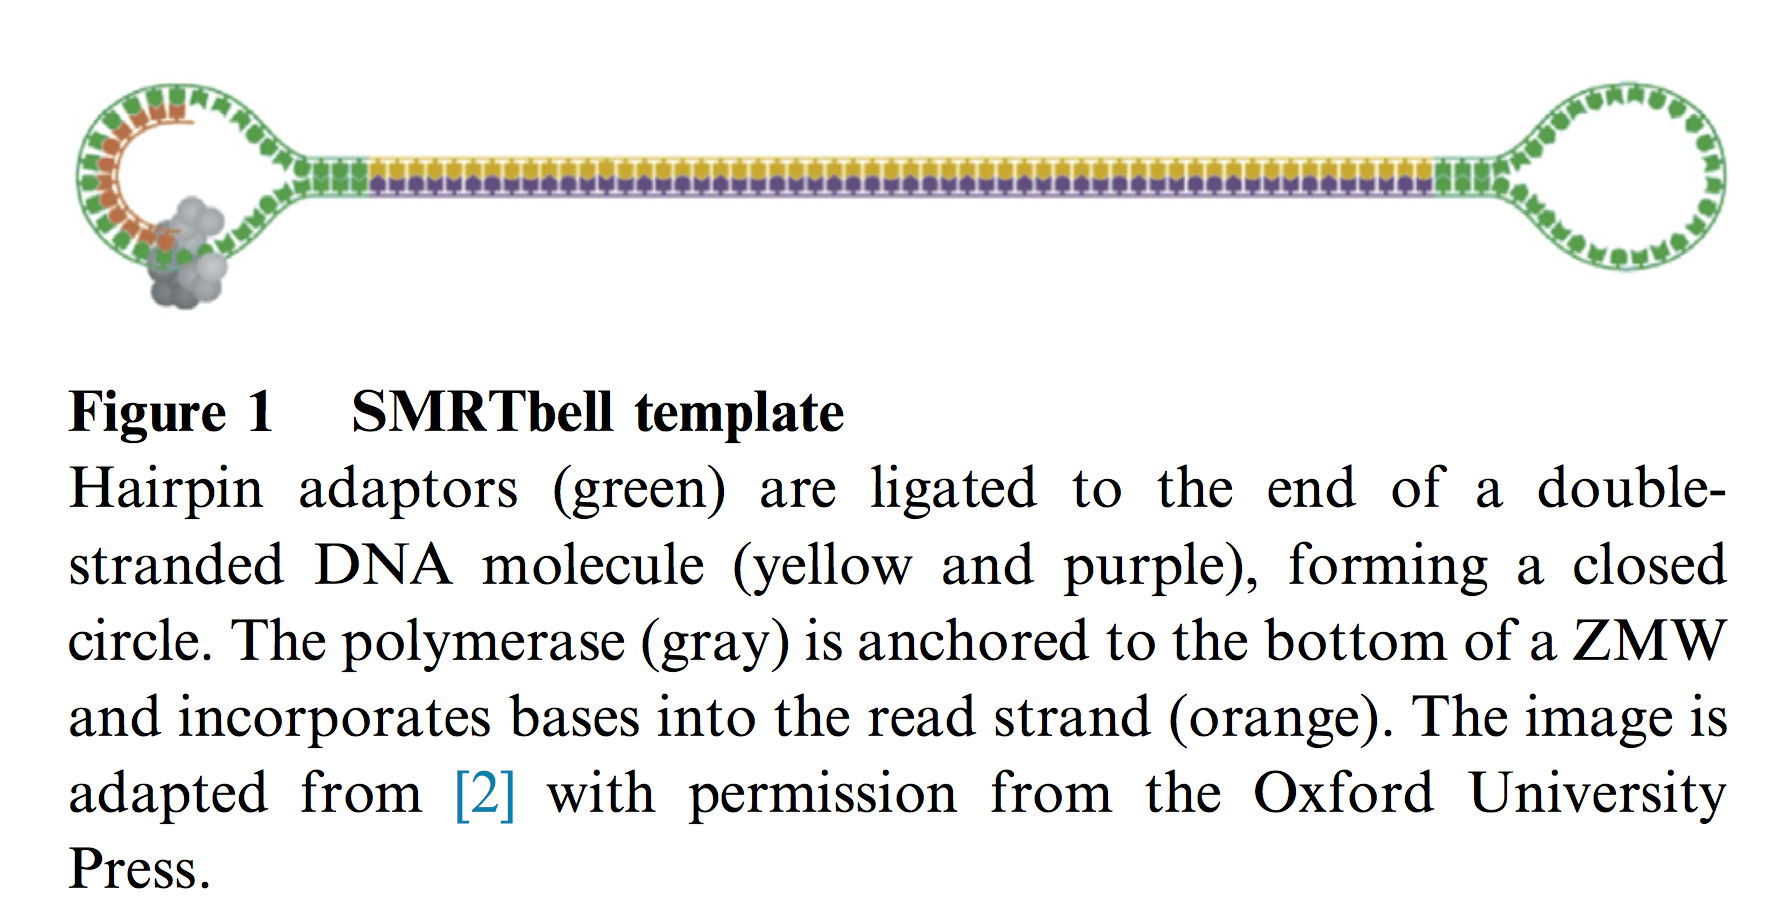 Figure 1 SMRTbell template
Hairpin adaptors (green) are ligated to the end of a double-
stranded DNA molecule (yellow and purple), forming a closed
circle. The polymerase (gray) is anchored to the bottom of a ZMW
and incorporates bases into the read strand (orange). The image is
adapted from [2] with permission from the Oxford University
Press.